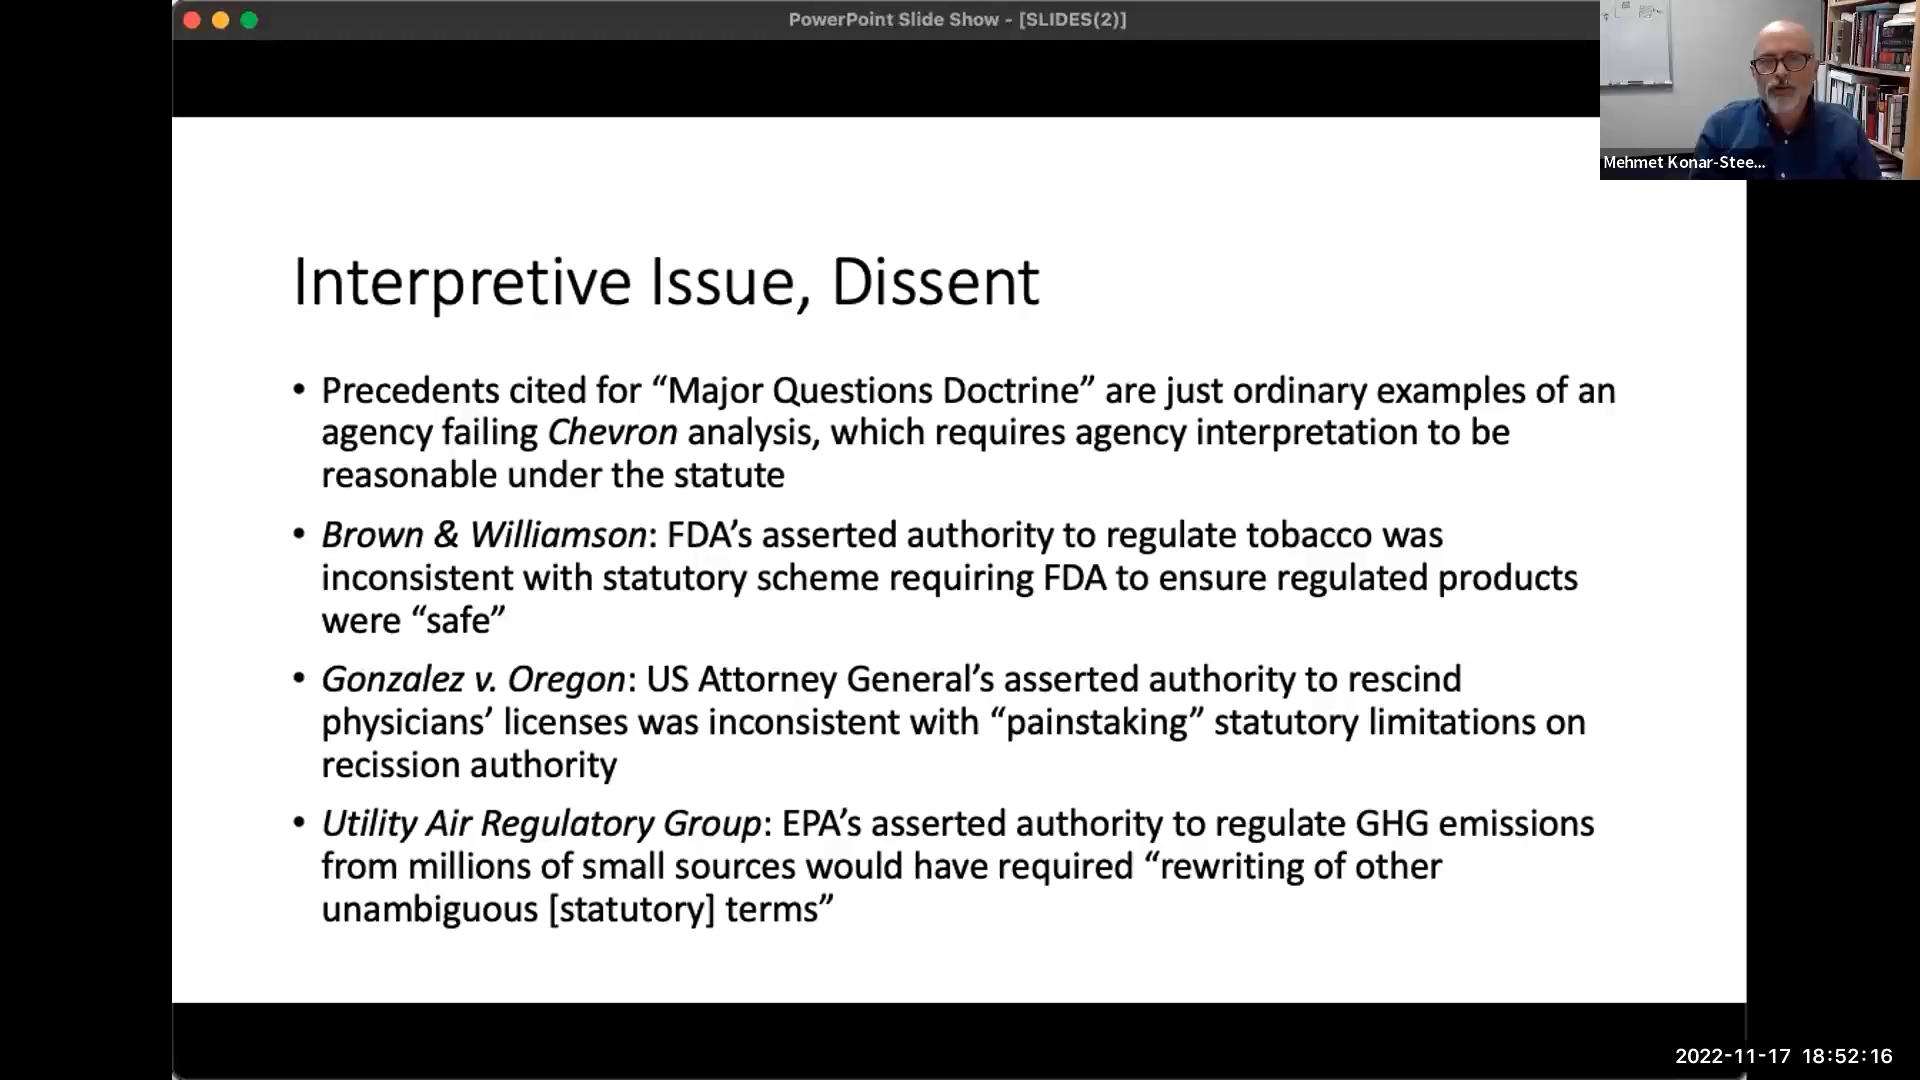 PowerPoint Slide Show - [SLIDES(2)]
Mehmet Konar-Stee...
Interpretive Issue, Dissent
• Precedents cited for “Major Questions Doctrine” are just ordinary examples of an
agency failing Chevron analysis, which requires agency interpretation to be
reasonable under the statute
• Brown & Williamson: FDA’s asserted authority to regulate tobacco was
inconsistent with statutory scheme requiring FDA to ensure regulated products
were “safe”
• Gonzalez v. Oregon: US Attorney General’s asserted authority to rescind
physicians’ licenses was inconsistent with “painstaking” statutory limitations on
recission authority
• Utility Air Regulatory Group: EPA’s asserted authority to regulate GHG emissions
from millions of small sources would have required “rewriting of other
unambiguous [statutory] terms”
2022-11-17 18:52:16